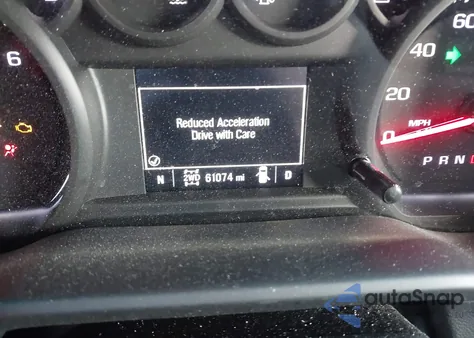 6
Reduced Acceleration
Drive with Care
N 2WD 61074 mi D
60
40
20
0
MPH
P R N D
autoSnap